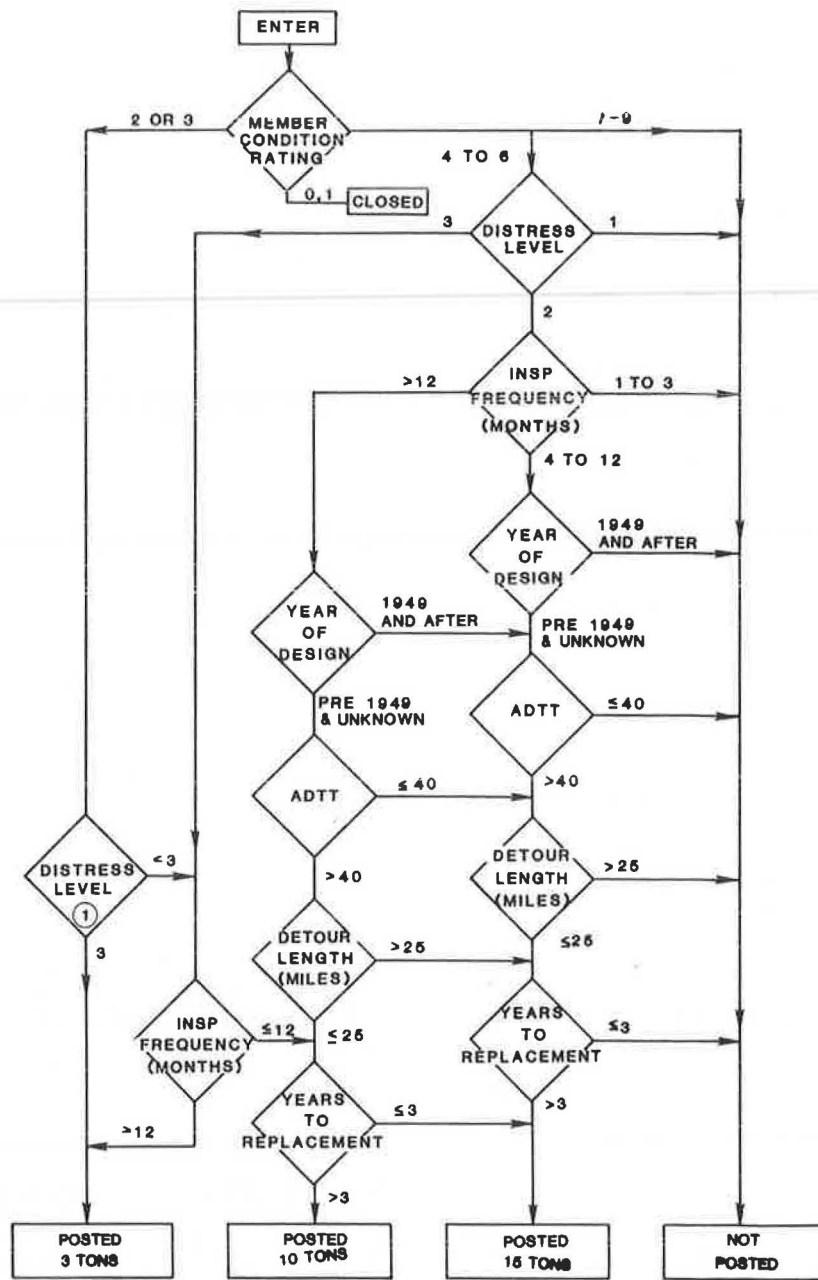 ENTER
2 OR 3
MEMBER
CONDITION
RATING
7-9
4 TO 6
0,1
CLOSED
3
DISTRESS
LEVEL
1
2
>12
INSP
FREQUENCY
(MONTHS)
1 TO 3
4 TO 12
YEAR
OF
DESIGN
1949
AND AFTER
YEAR
OF
DESIGN
1949
AND AFTER
PRE 1949
& UNKNOWN
PRE 1949
& UNKNOWN
ADTT
≤40
ADTT
≤40
>40
DISTRESS
LEVEL
1
<3
>40
DETOUR
LENGTH
(MILES)
>25
3
DETOUR
LENGTH
(MILES)
>25
≤25
INSP
FREQUENCY
(MONTHS)
≤12
≤25
YEARS
TO
REPLACEMENT
≤3
>12
YEARS
TO
REPLACEMENT
≤3
>3
>3
POSTED
3 TONS
POSTED
10 TONS
POSTED
15 TONS
NOT
POSTED